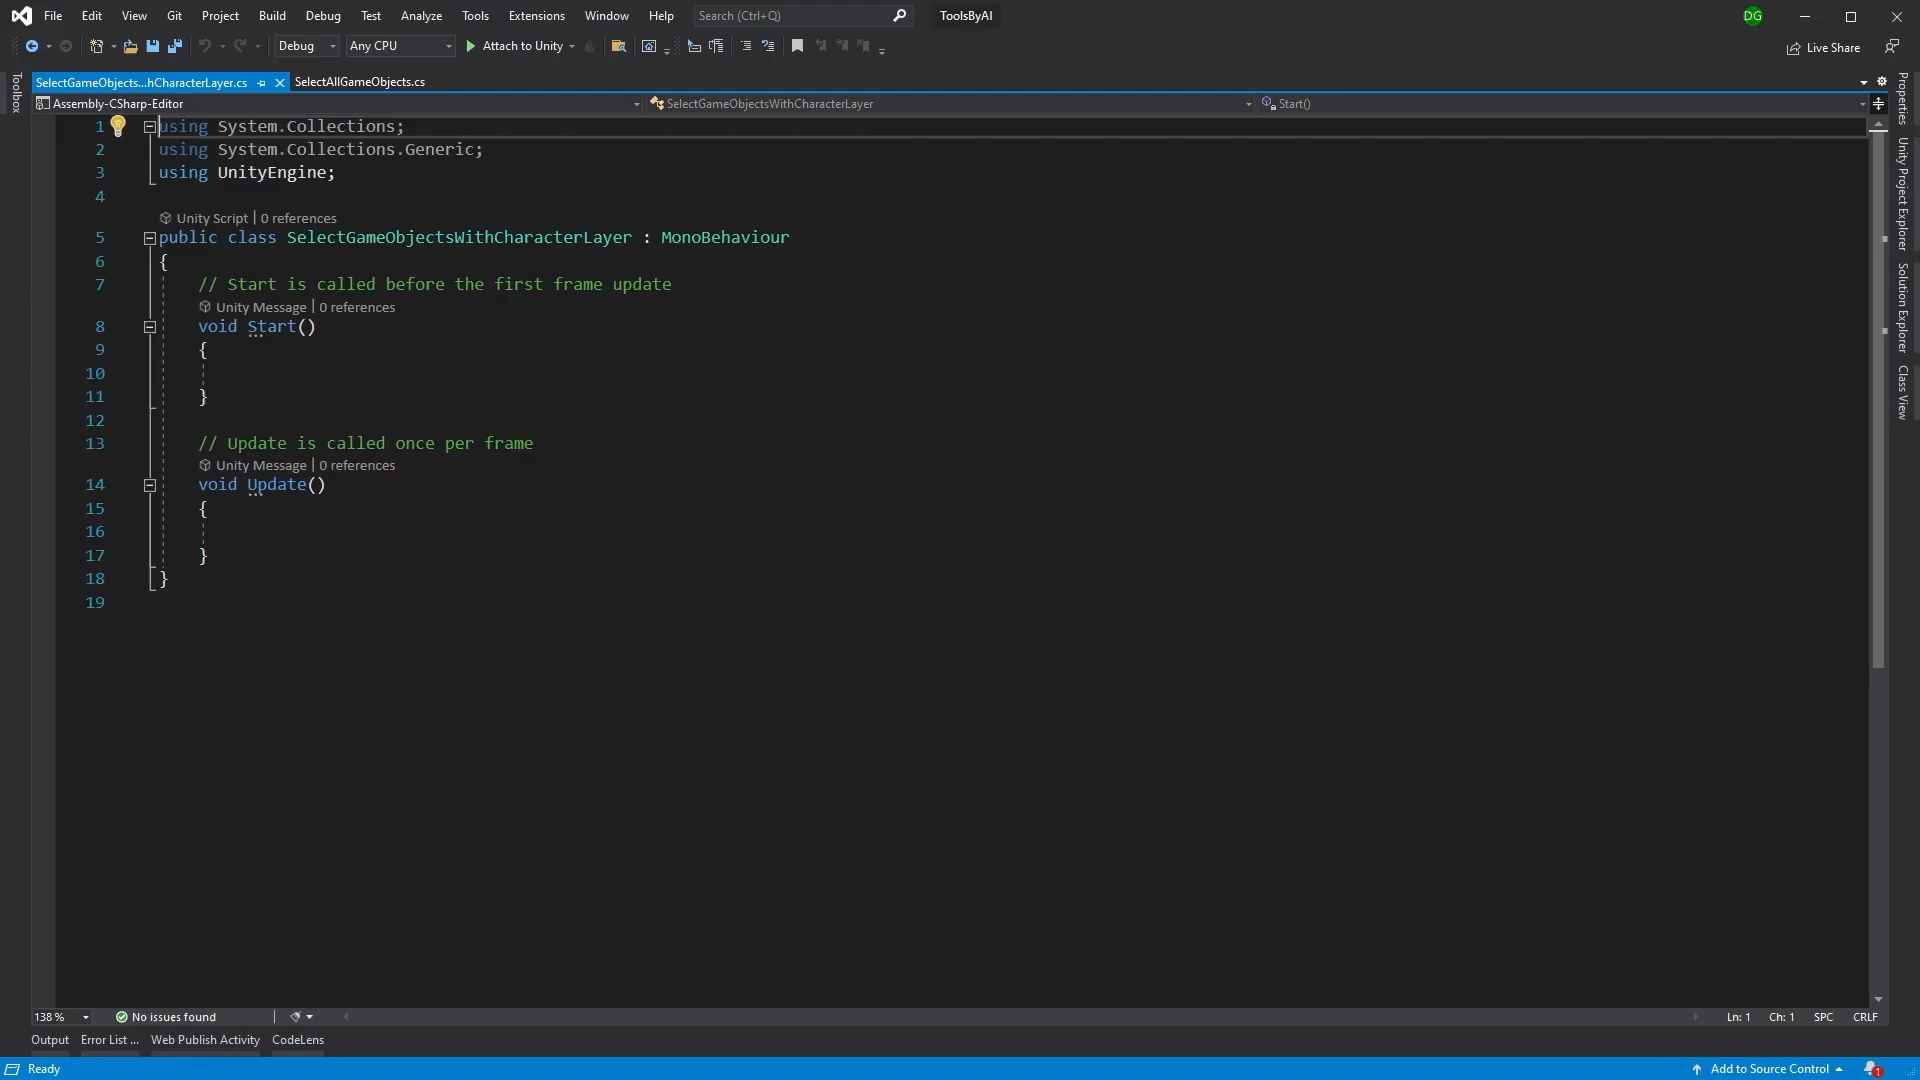 File Edit View Git Project Build Debug Test Analyze Tools Extensions Window Help Search (Ctrl+Q) ToolsByAI DG
Debug Any CPU Attach to Unity Live Share
SelectGameObjects...hCharacterLayer.cs SelectAllGameObjects.cs
Assembly-CSharp-Editor SelectGameObjectsWithCharacterLayer Start()
Toolbox
Properties
Unity Project Explorer
Solution Explorer
Class View
1 using System.Collections;
2 using System.Collections.Generic;
3 using UnityEngine;
4
Unity Script | 0 references
5 public class SelectGameObjectsWithCharacterLayer : MonoBehaviour
6 {
7 // Start is called before the first frame update
Unity Message | 0 references
8 void Start()
9 {
10
11 }
12
13 // Update is called once per frame
Unity Message | 0 references
14 void Update()
15 {
16
17 }
18 }
19
138 % No issues found Ln: 1 Ch: 1 SPC CRLF
Output Error List ... Web Publish Activity CodeLens
Ready Add to Source Control 1